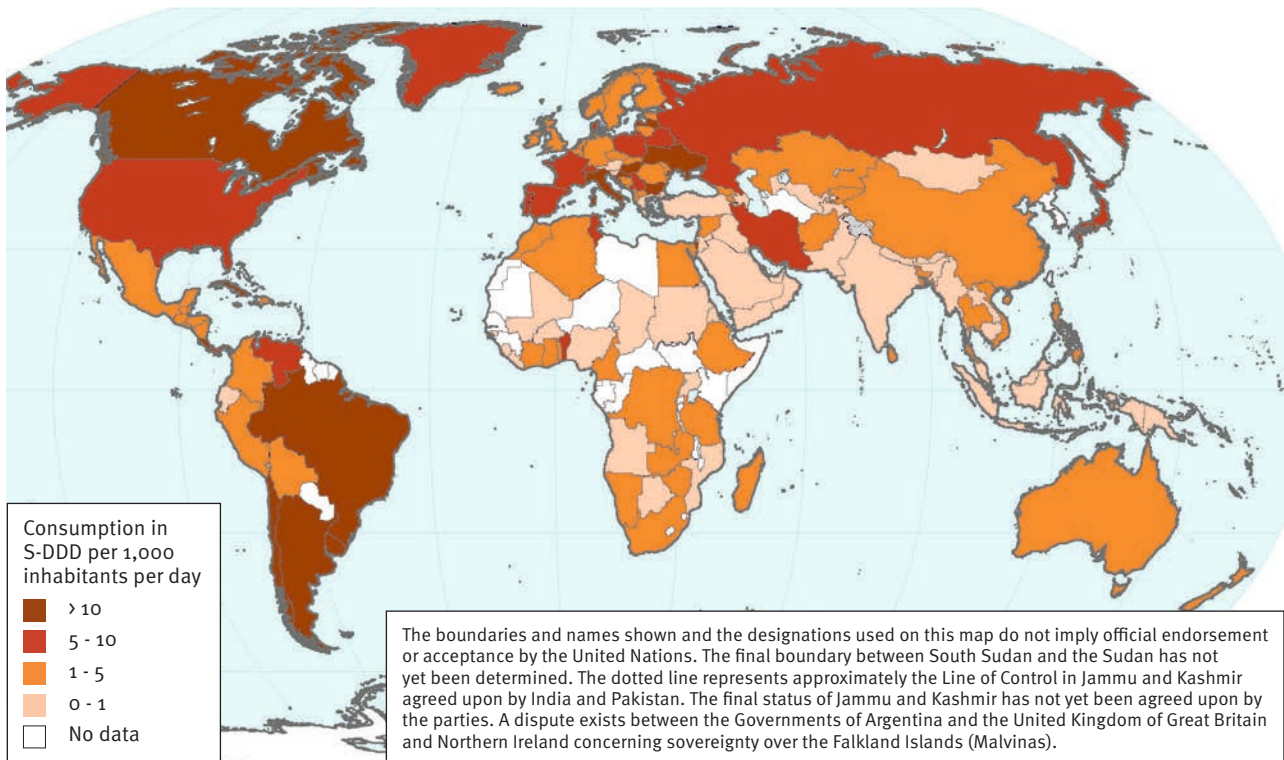 Consumption in
S-DDD per 1,000
inhabitants per day
> 10
5 - 10
1 - 5
0 - 1
No data
The boundaries and names shown and the designations used on this map do not imply official endorsement
or acceptance by the United Nations. The final boundary between South Sudan and the Sudan has not
yet been determined. The dotted line represents approximately the Line of Control in Jammu and Kashmir
agreed upon by India and Pakistan. The final status of Jammu and Kashmir has not yet been agreed upon by
the parties. A dispute exists between the Governments of Argentina and the United Kingdom of Great Britain
and Northern Ireland concerning sovereignty over the Falkland Islands (Malvinas).